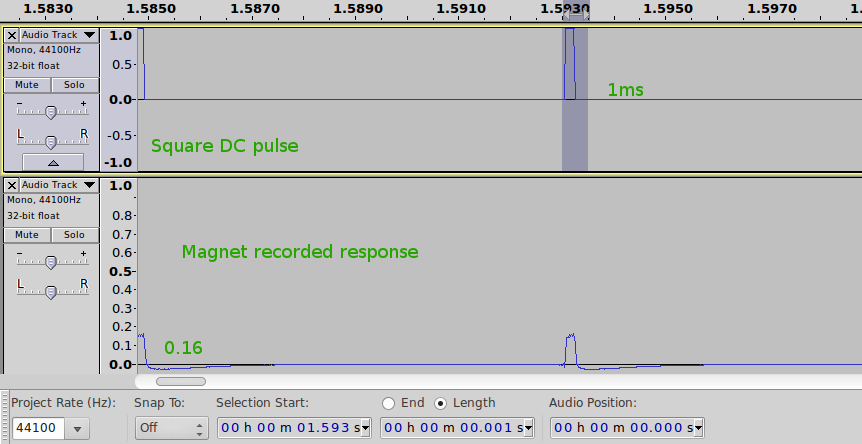 1.5830 1.5850 1.5870 1.5890 1.5910 1.5930 1.5950 1.5970 1.
X Audio Track ▼
Mono, 44100Hz
32-bit float
Mute Solo
- +
L R
1.0
0.5-
0.0-
-0.5-
-1.0
1ms
Square DC pulse
X Audio Track ▼
Mono, 44100Hz
32-bit float
Mute Solo
- +
L R
1.0
0.8-
0.7-
0.6-
0.5-
0.4-
0.3-
0.2-
0.1-
0.0-
Magnet recorded response
0.16
Project Rate (Hz): Snap To: Selection Start: End Length Audio Position:
44100 Off 00 h 00 m 01.593 s 00 h 00 m 00.001 s 00 h 00 m 00.000 s